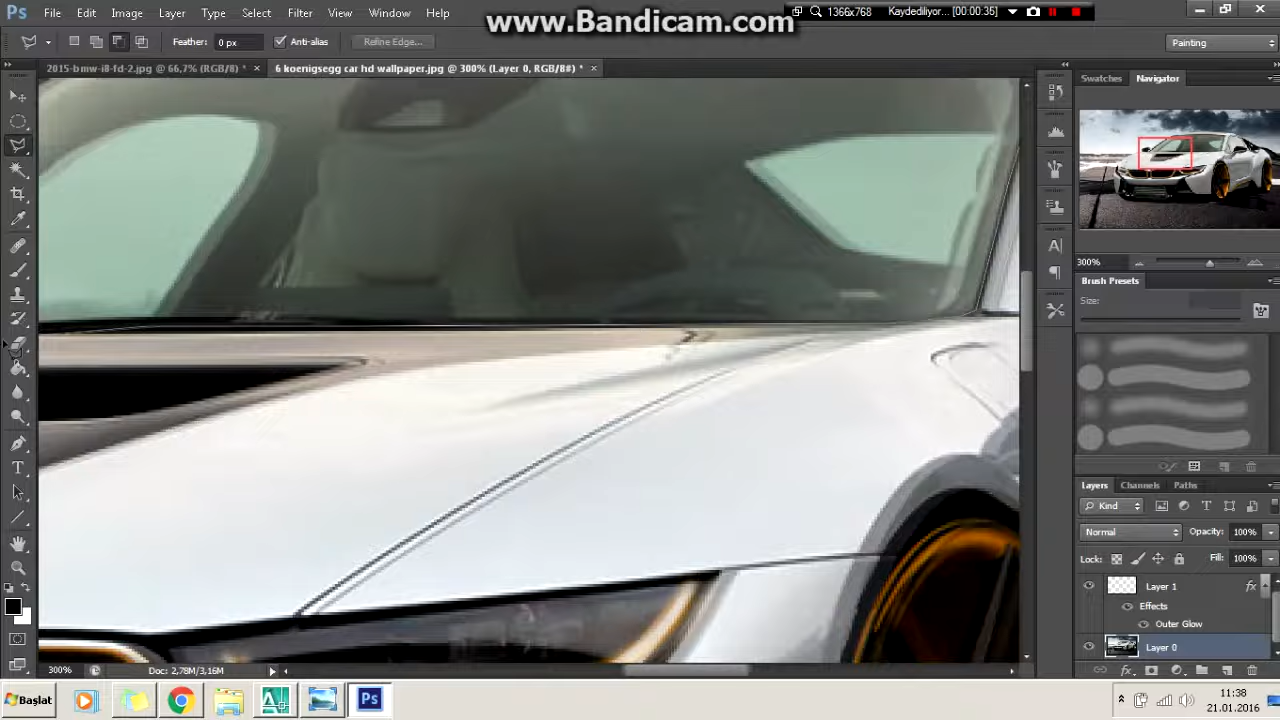 www.Bandicam.com
1366x768
Kaydediliyor...
[00:00:35]
Ps File Edit Image Layer Type Select Filter View Window Help
Feather: 0 px
Anti-alias
Refine Edge...
Painting
2015-bmw-i8-fd-2.jpg @ 66,7% (RGB/8) *
6 koenigsegg car hd wallpaper.jpg @ 300% (Layer 0, RGB/8#) *
Swatches
Navigator
300%
Brush Presets
Size:
Layers
Channels
Paths
Kind
Normal
Opacity: 100%
Lock:
Fill: 100%
Layer 1
fx
Effects
Outer Glow
Layer 0
300%
Doc: 2,78M/3,16M
Başlat
Ps
11:38
21.01.2016